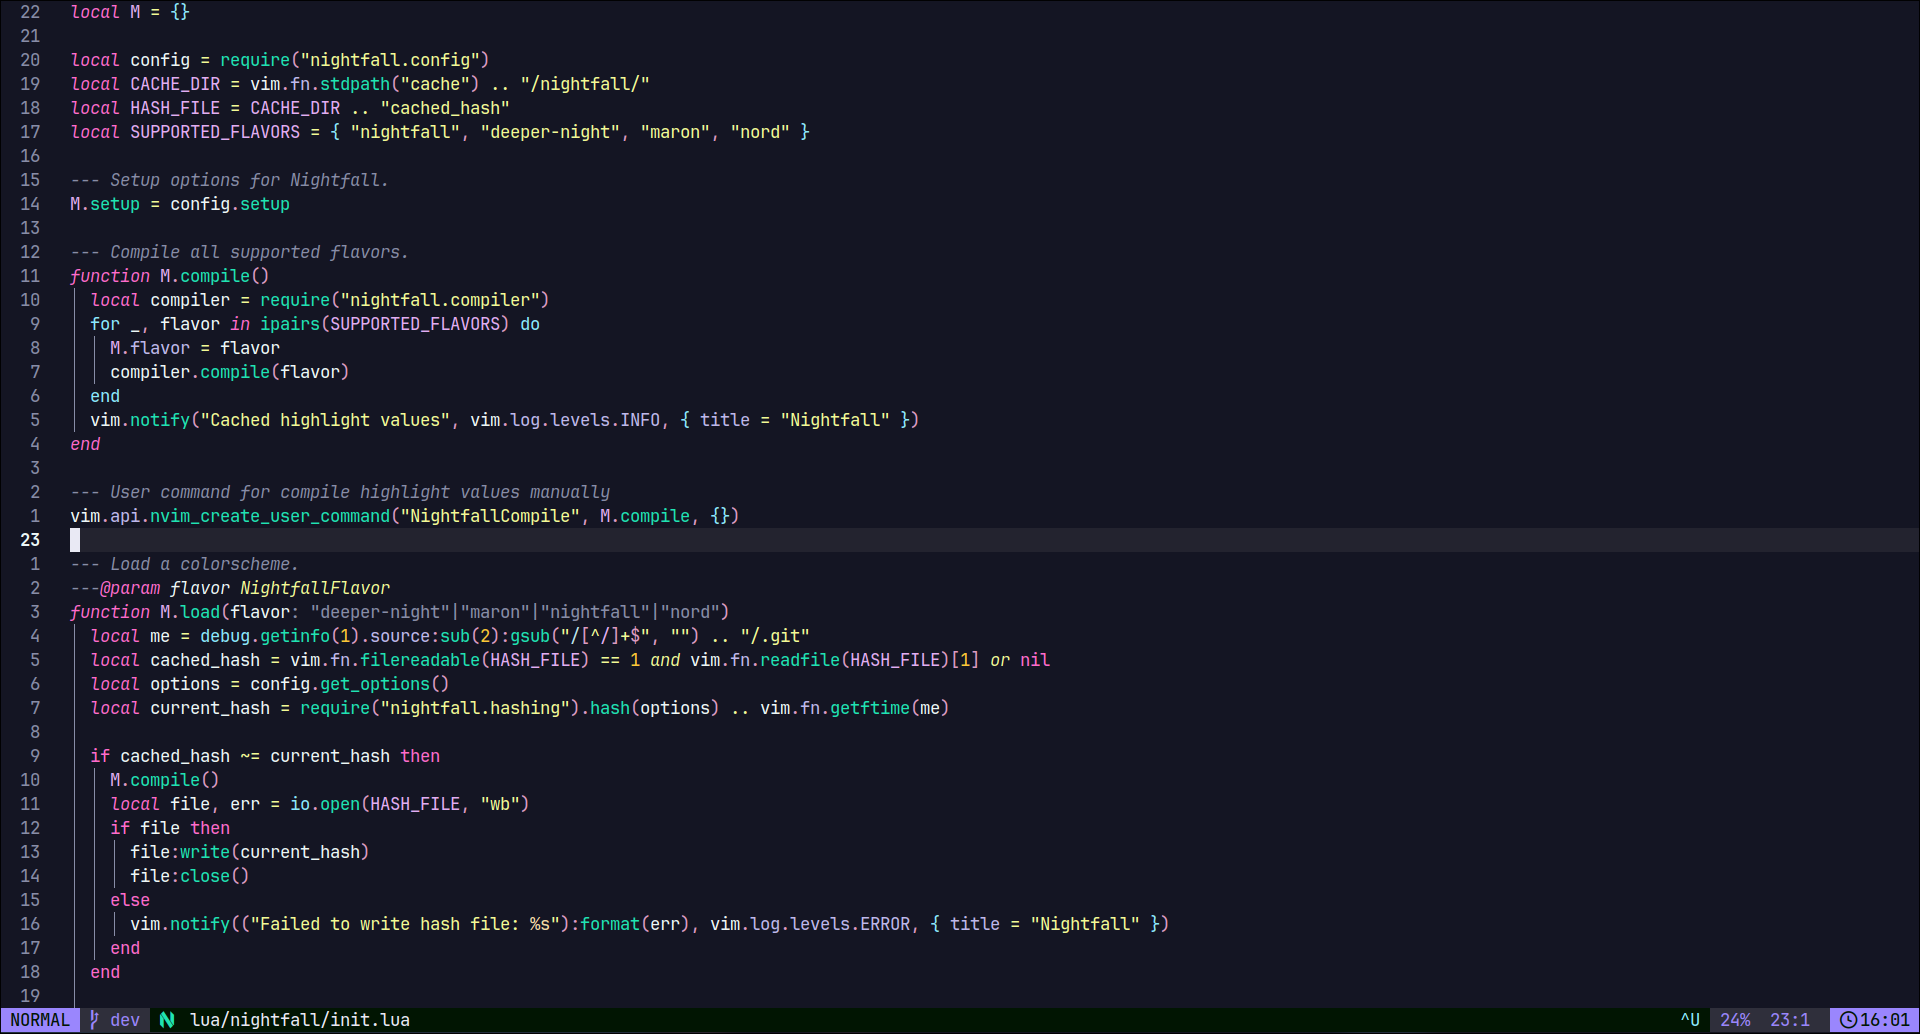 22 local M = {}
21
20 local config = require("nightfall.config")
19 local CACHE_DIR = vim.fn.stdpath("cache") .. "/nightfall/"
18 local HASH_FILE = CACHE_DIR .. "cached_hash"
17 local SUPPORTED_FLAVORS = { "nightfall", "deeper-night", "maron", "nord" }
16
15 --- Setup options for Nightfall.
14 M.setup = config.setup
13
12 --- Compile all supported flavors.
11 function M.compile()
10   local compiler = require("nightfall.compiler")
9   for _, flavor in ipairs(SUPPORTED_FLAVORS) do
8     M.flavor = flavor
7     compiler.compile(flavor)
6   end
5   vim.notify("Cached highlight values", vim.log.levels.INFO, { title = "Nightfall" })
4 end
3
2 --- User command for compile highlight values manually
1 vim.api.nvim_create_user_command("NightfallCompile", M.compile, {})
23
1 --- Load a colorscheme.
2 ---@param flavor NightfallFlavor
3 function M.load(flavor: "deeper-night"|"maron"|"nightfall"|"nord")
4   local me = debug.getinfo(1).source:sub(2):gsub("/[^/]+$", "") .. "/.git"
5   local cached_hash = vim.fn.filereadable(HASH_FILE) == 1 and vim.fn.readfile(HASH_FILE)[1] or nil
6   local options = config.get_options()
7   local current_hash = require("nightfall.hashing").hash(options) .. vim.fn.getftime(me)
8
9   if cached_hash ~= current_hash then
10     M.compile()
11     local file, err = io.open(HASH_FILE, "wb")
12     if file then
13       file:write(current_hash)
14       file:close()
15     else
16       vim.notify(("Failed to write hash file: %s"):format(err), vim.log.levels.ERROR, { title = "Nightfall" })
17     end
18   end
19
NORMAL dev lua/nightfall/init.lua ^U 24% 23:1 16:01